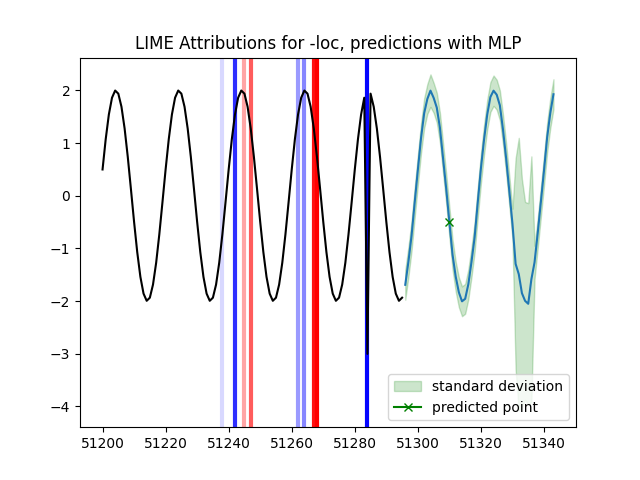 LIME Attributions for -loc, predictions with MLP
2
1
0
−1
−2
−3
−4
standard deviation
predicted point
51200 51220 51240 51260 51280 51300 51320 51340